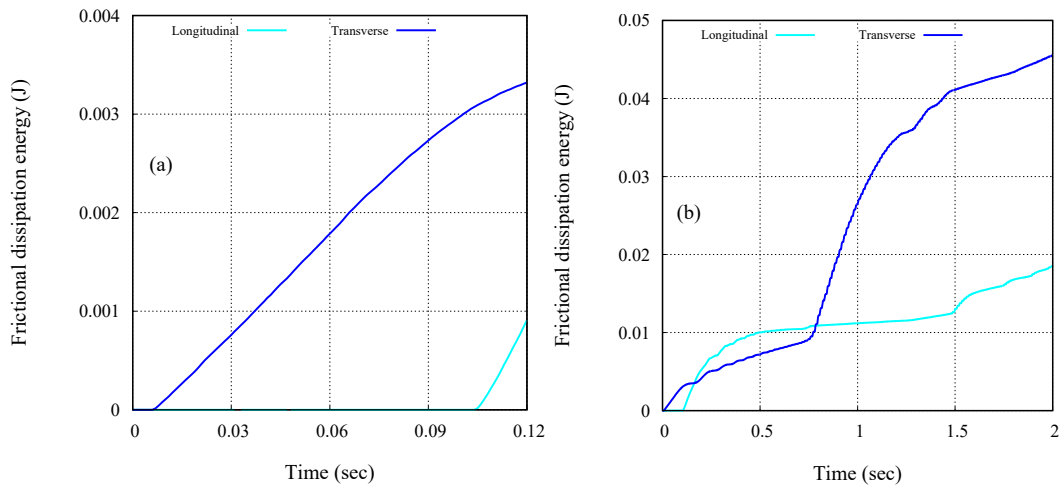 0.004
0.003
0.002
0.001
0
Frictional dissipation energy (J)
Longitudinal
Transverse
(a)
0
0.03
0.06
0.09
0.12
Time (sec)
0.05
0.04
0.03
0.02
0.01
0
Frictional dissipation energy (J)
Longitudinal
Transverse
(b)
0
0.5
1
1.5
2
Time (sec)